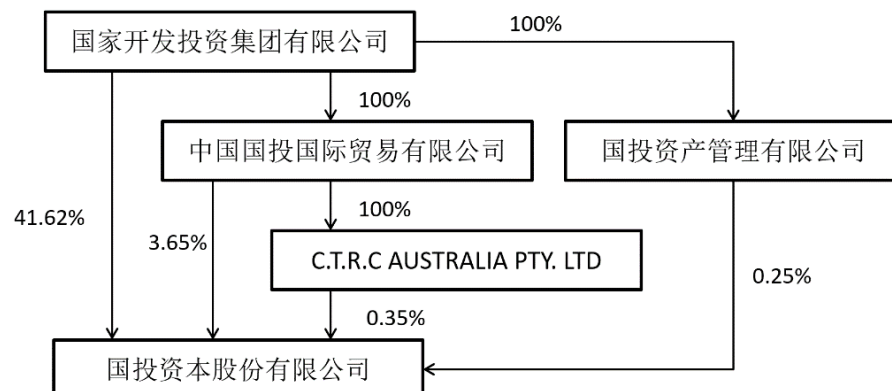 国家开发投资集团有限公司
100%
100%
中国国投国际贸易有限公司
国投资产管理有限公司
41.62%
3.65%
100%
C.T.R.C AUSTRALIA PTY. LTD
0.25%
0.35%
国投资本股份有限公司